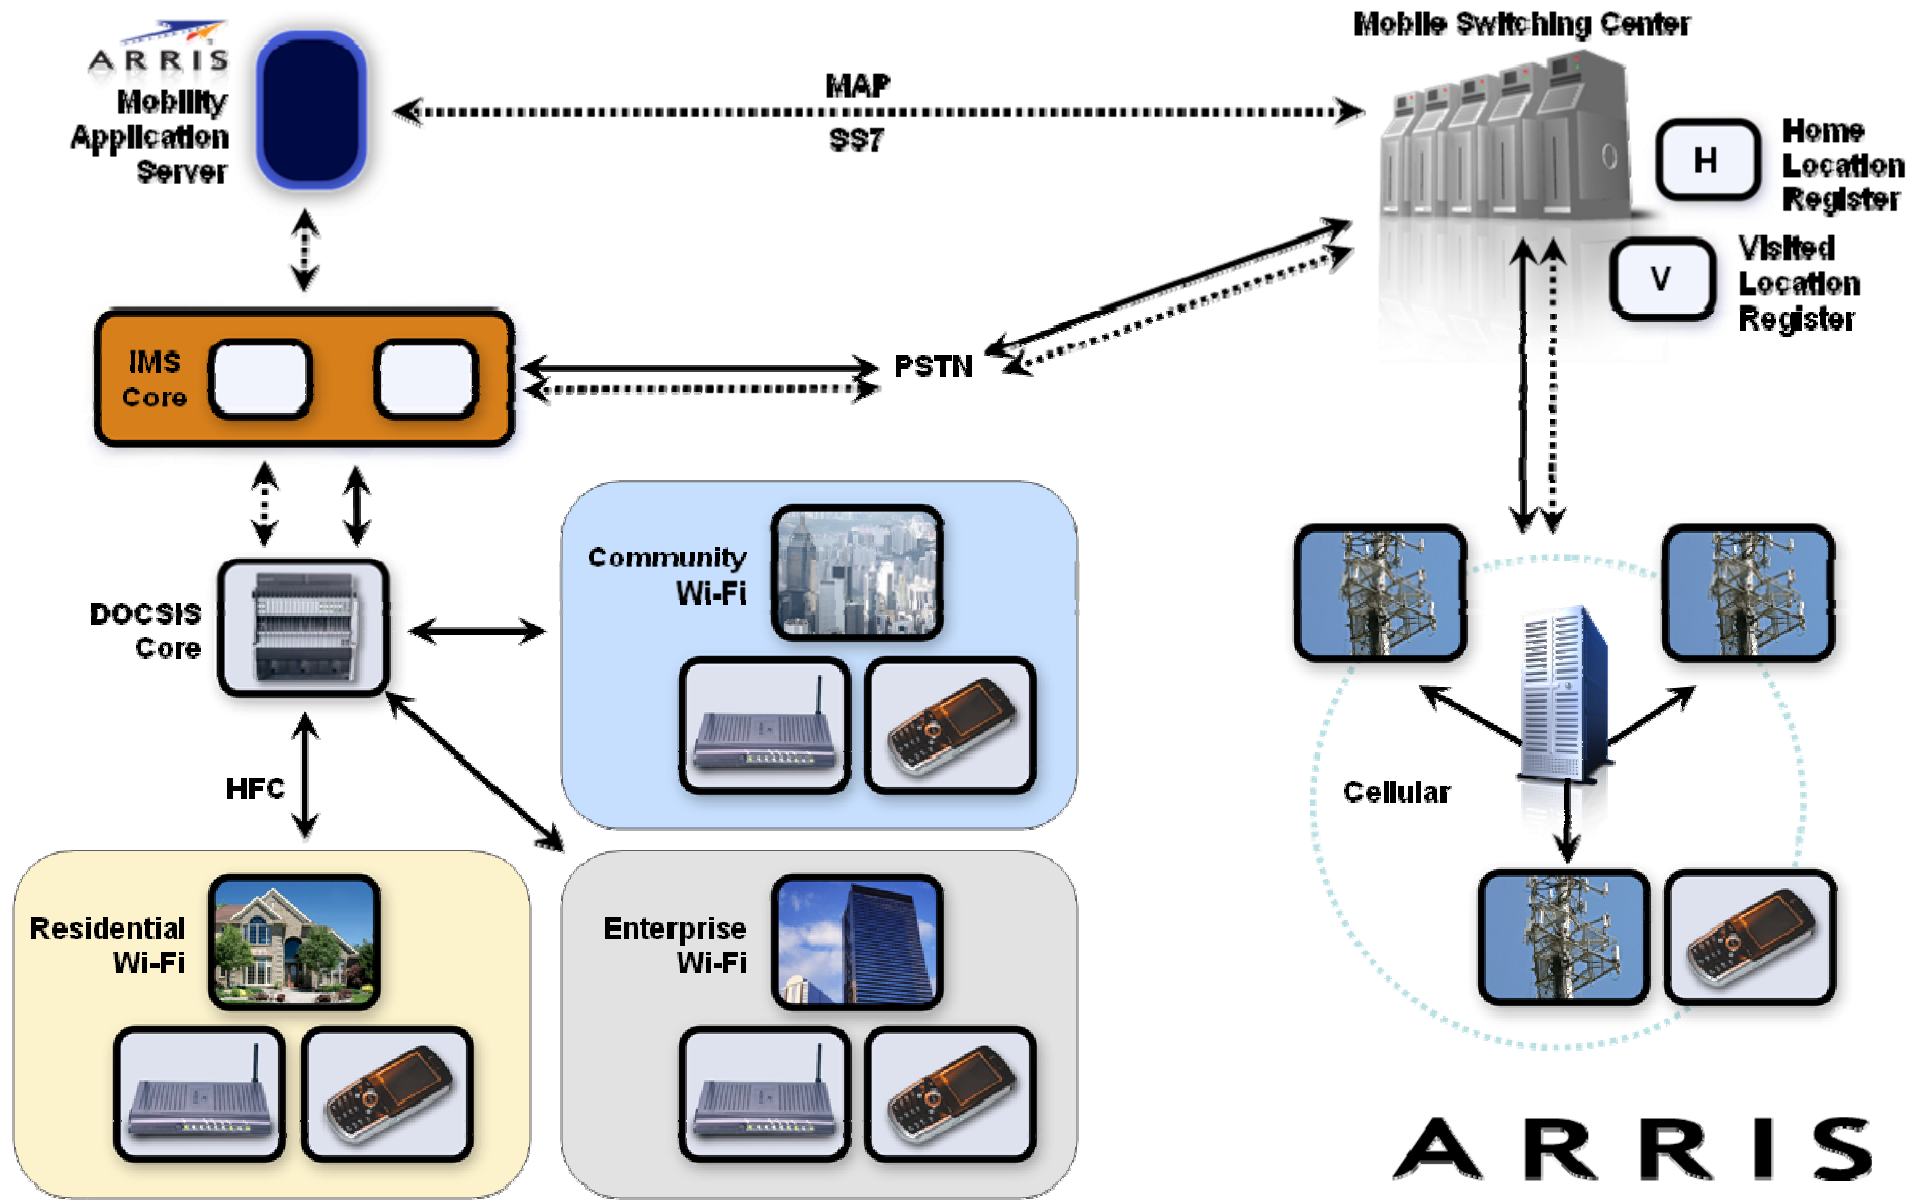 ARRIS
Mobility
Application
Server
MAP
SS7
Mobile Switching Center
H
Home
Location
Register
V
Visited
Location
Register
IMS
Core
PSTN
DOCSIS
Core
Community
Wi-Fi
HFC
Cellular
Residential
Wi-Fi
Enterprise
Wi-Fi
ARRIS